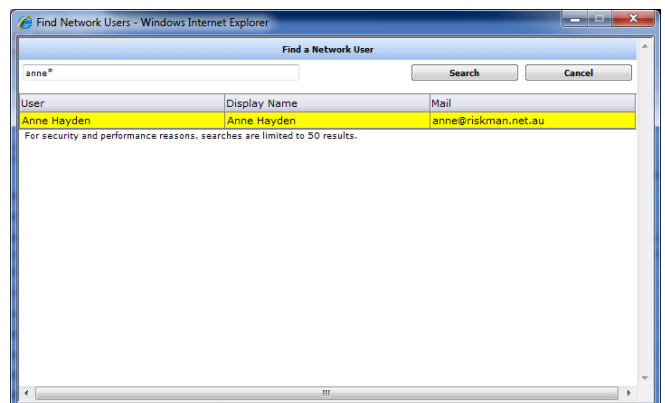 Find Network Users - Windows Internet Explorer
Find a Network User
anne* Search Cancel
User Display Name Mail
Anne Hayden Anne Hayden anne@riskman.net.au
For security and performance reasons, searches are limited to 50 results.